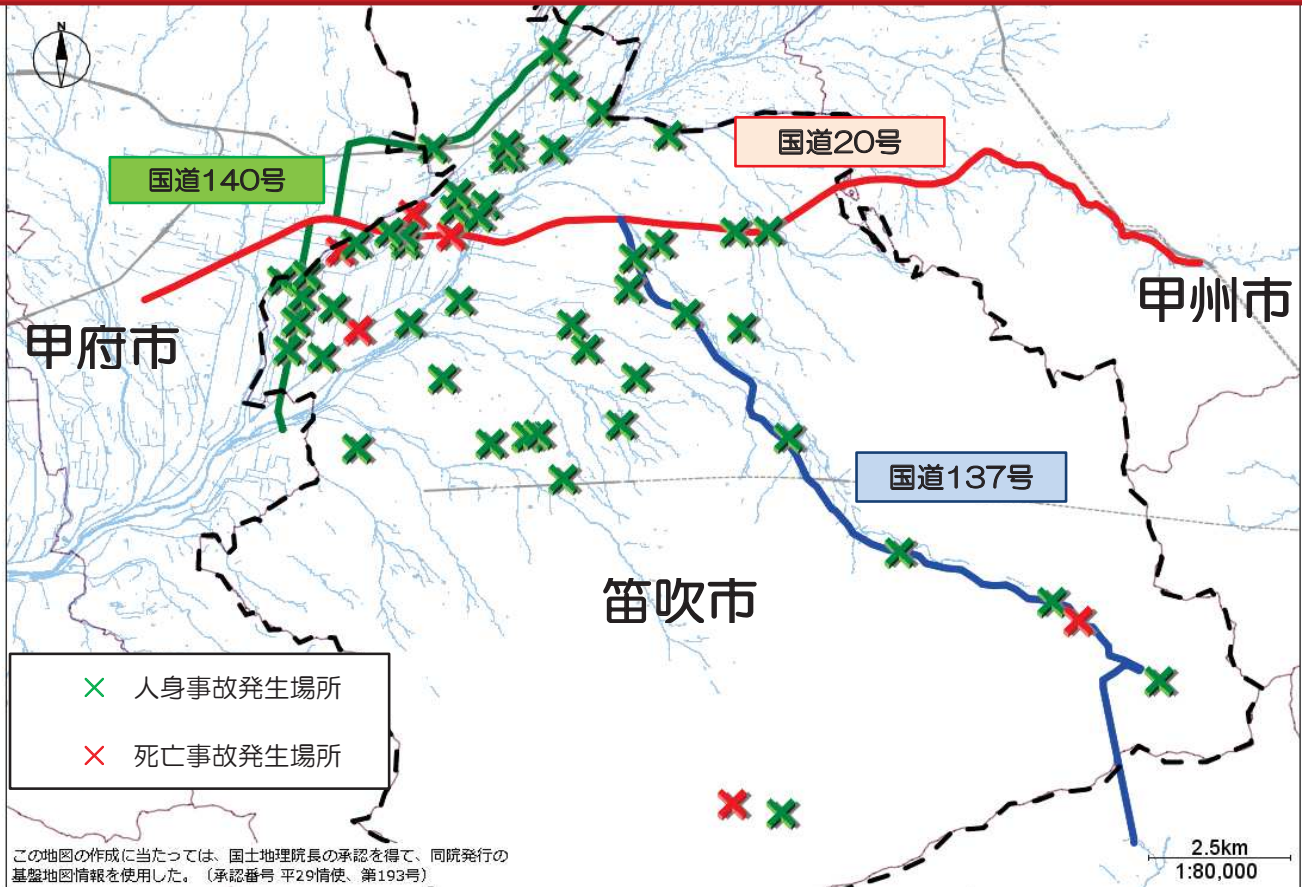 N
国道20号
国道140号
甲州市
甲府市
国道137号
笛吹市
人身事故発生場所
死亡事故発生場所
この地図の作成に当たっては、国土地理院長の承認を得て、同院発行の
基盤地図情報を使用した。（承認番号 平29情使、第193号）
2.5km
1:80,000